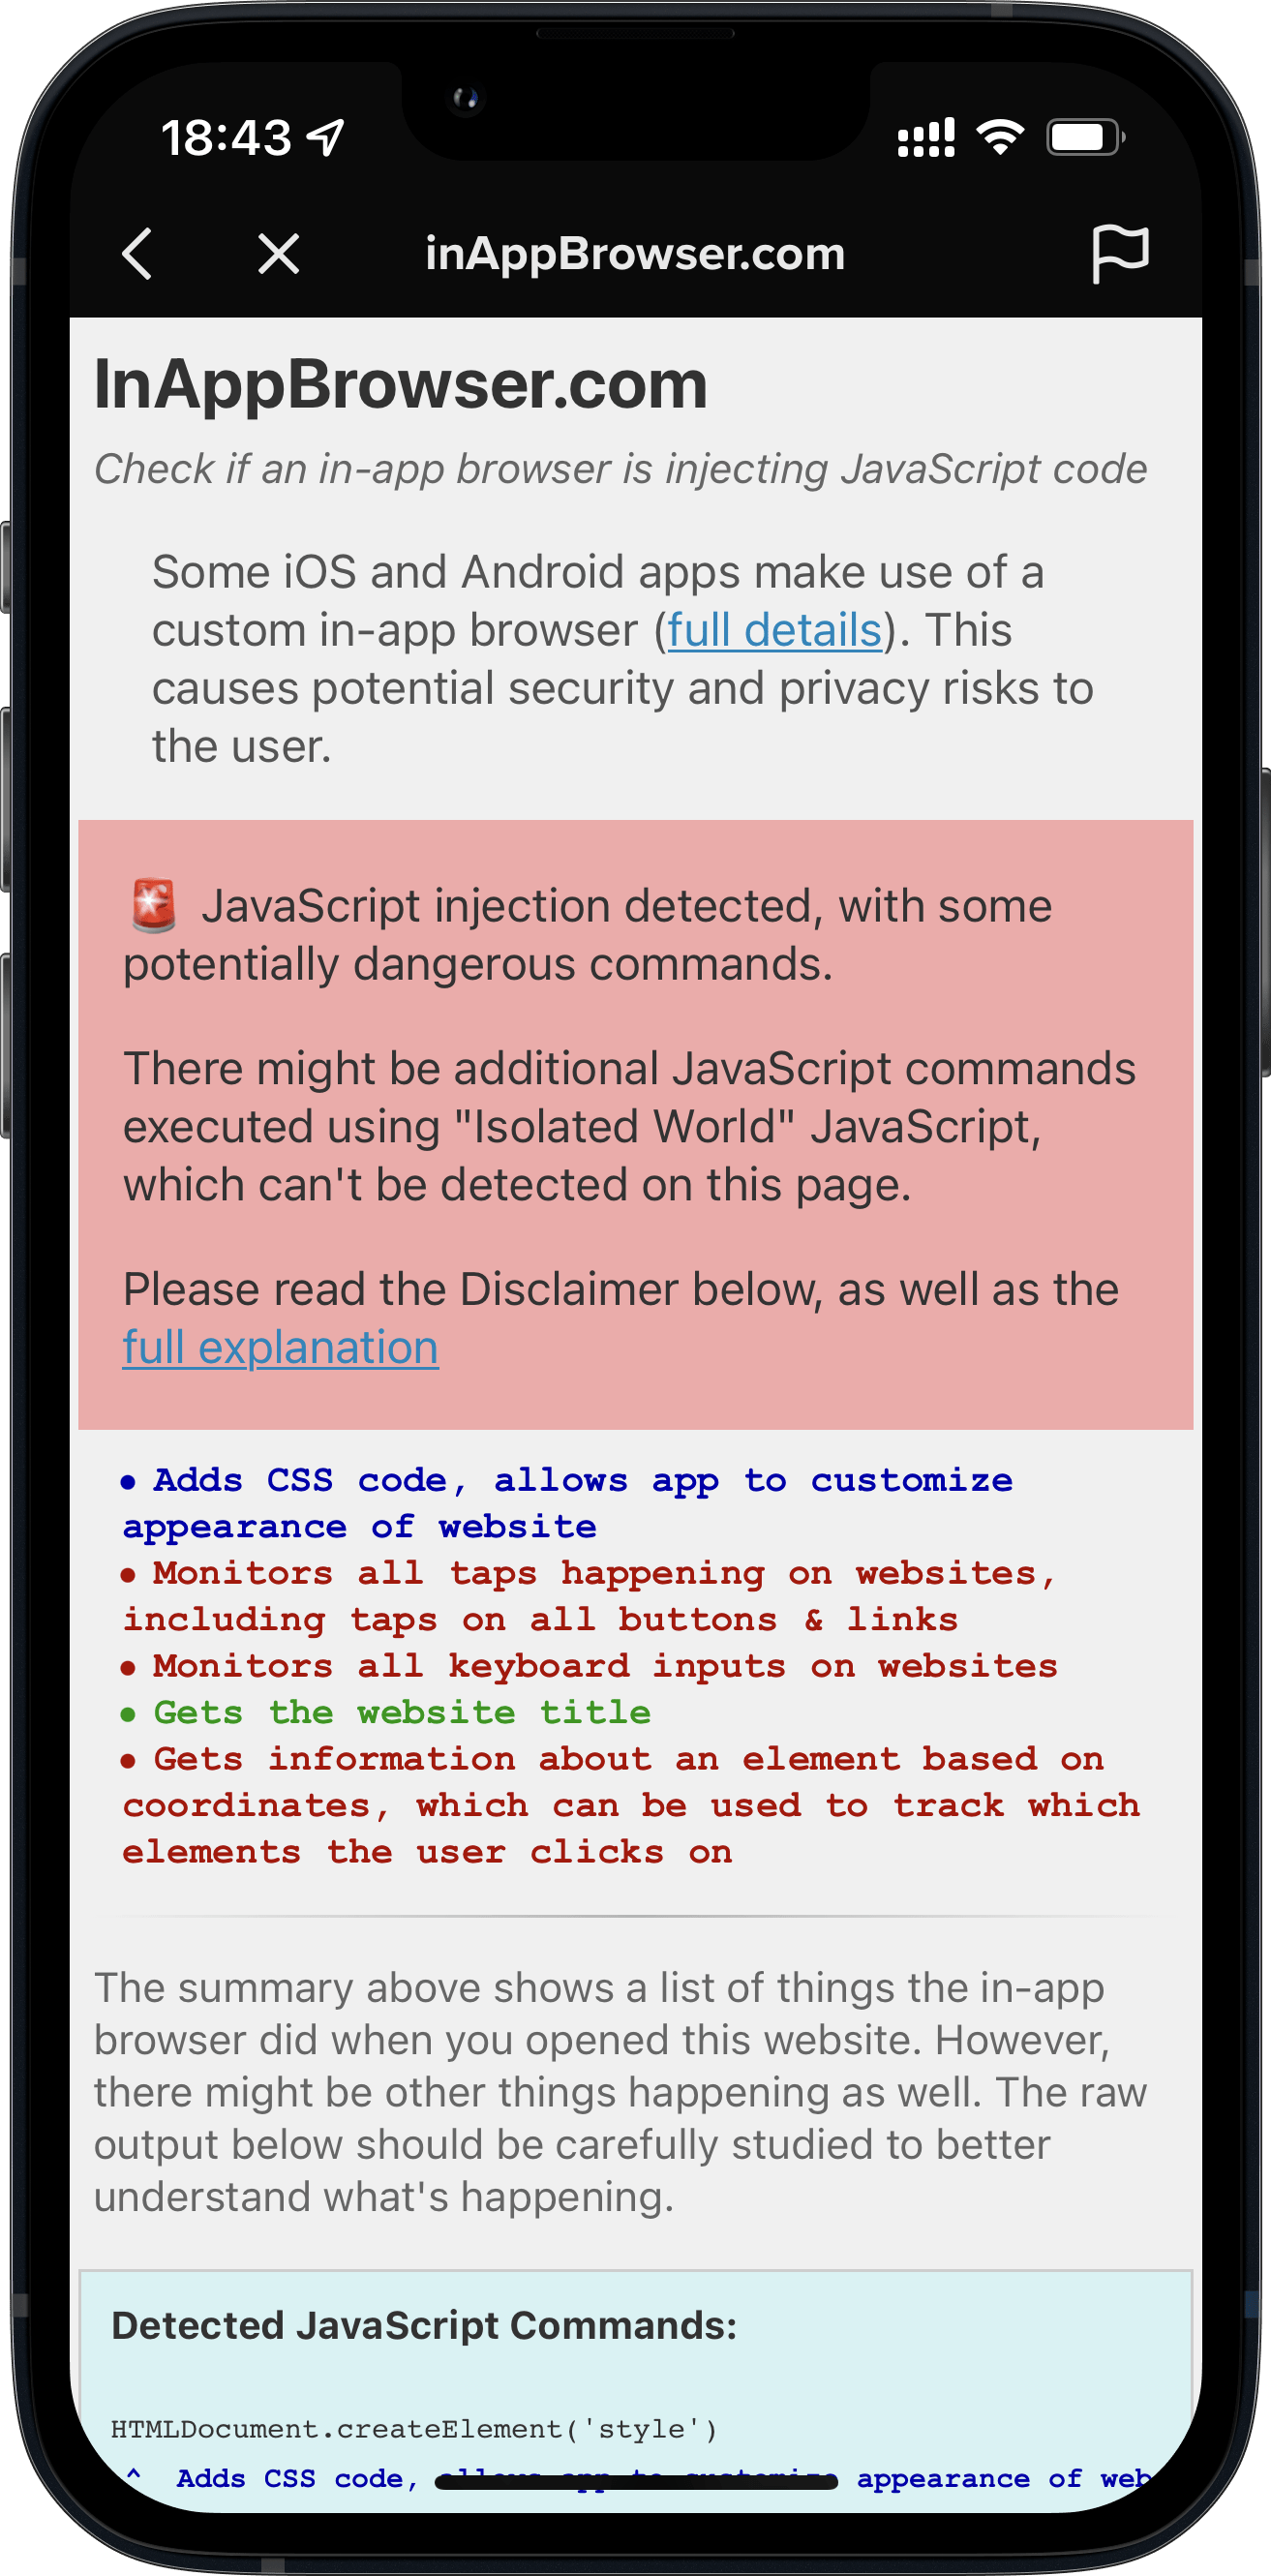 18:43
inAppBrowser.com
InAppBrowser.com
Check if an in-app browser is injecting JavaScript code
Some iOS and Android apps make use of a
custom in-app browser (full details). This
causes potential security and privacy risks to
the user.
🚨 JavaScript injection detected, with some
potentially dangerous commands.
There might be additional JavaScript commands
executed using "Isolated World" JavaScript,
which can't be detected on this page.
Please read the Disclaimer below, as well as the
full explanation
• Adds CSS code, allows app to customize
appearance of website
• Monitors all taps happening on websites,
including taps on all buttons & links
• Monitors all keyboard inputs on websites
• Gets the website title
• Gets information about an element based on
coordinates, which can be used to track which
elements the user clicks on
The summary above shows a list of things the in-app
browser did when you opened this website. However,
there might be other things happening as well. The raw
output below should be carefully studied to better
understand what's happening.
Detected JavaScript Commands:
HTMLDocument.createElement('style')
^ Adds CSS code, allows app to customize appearance of web